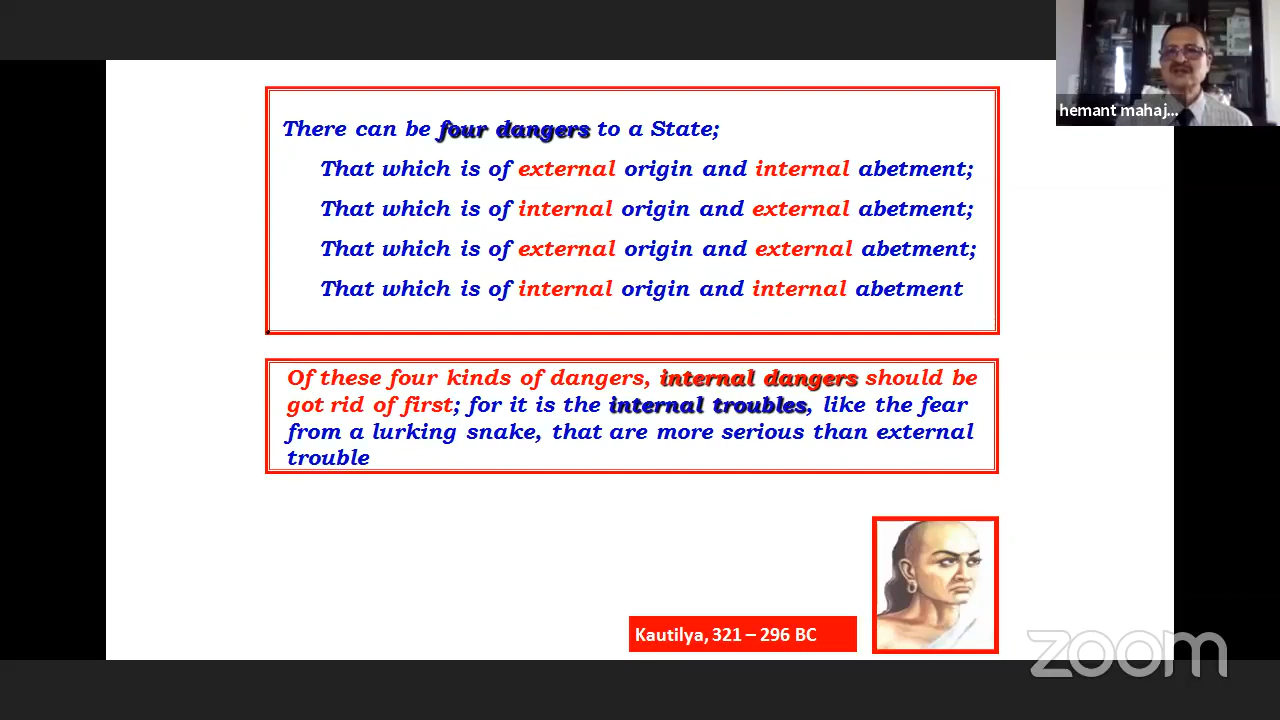 hemant mahaj...
There can be four dangers to a State;
That which is of external origin and internal abetment;
That which is of internal origin and external abetment;
That which is of external origin and external abetment;
That which is of internal origin and internal abetment
Of these four kinds of dangers, internal dangers should be
got rid of first; for it is the internal troubles, like the fear
from a lurking snake, that are more serious than external
trouble
Kautilya, 321 – 296 BC
zoom